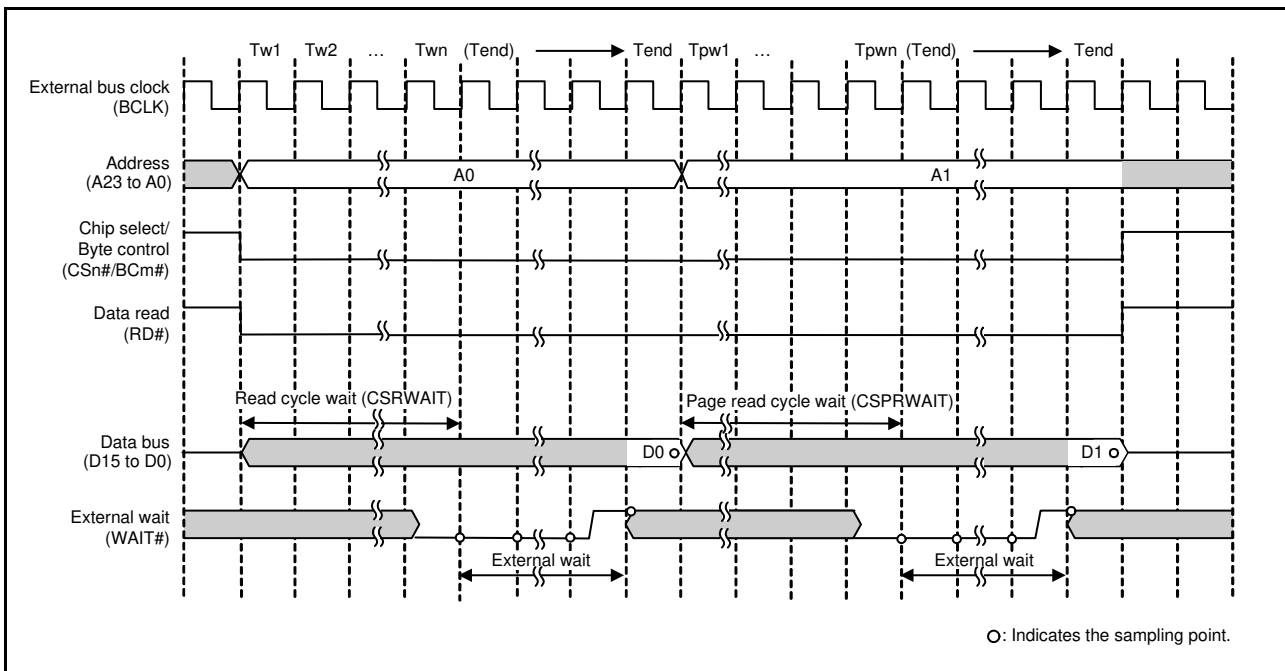 Tw1 Tw2 … Twn (Tend) Tend Tpw1 … Tpwn (Tend) Tend
External bus clock
(BCLK)
Address
(A23 to A0)
A0 A1
Chip select/
Byte control
(CSn#/BCm#)
Data read
(RD#)
Read cycle wait (CSRWAIT) Page read cycle wait (CSPRWAIT)
Data bus
(D15 to D0)
D0 D1
External wait
(WAIT#)
External wait External wait
: Indicates the sampling point.